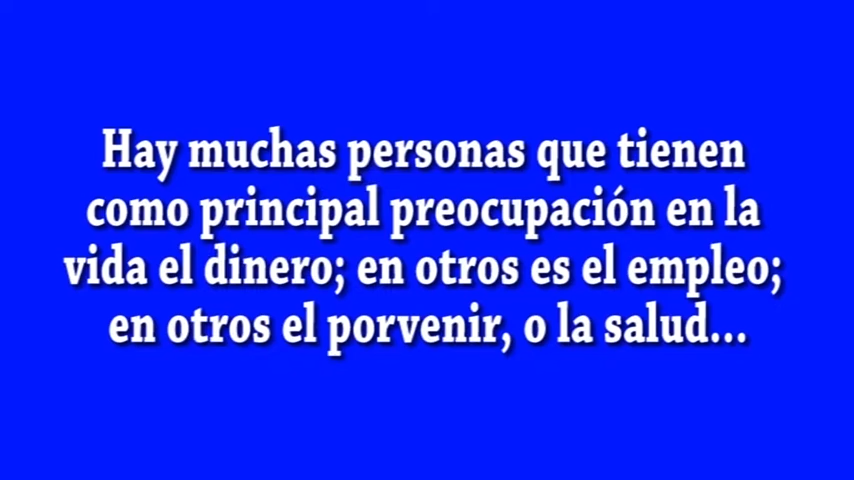 Hay muchas personas que tienen
como principal preocupación en la
vida el dinero; en otros es el empleo;
en otros el porvenir, o la salud...